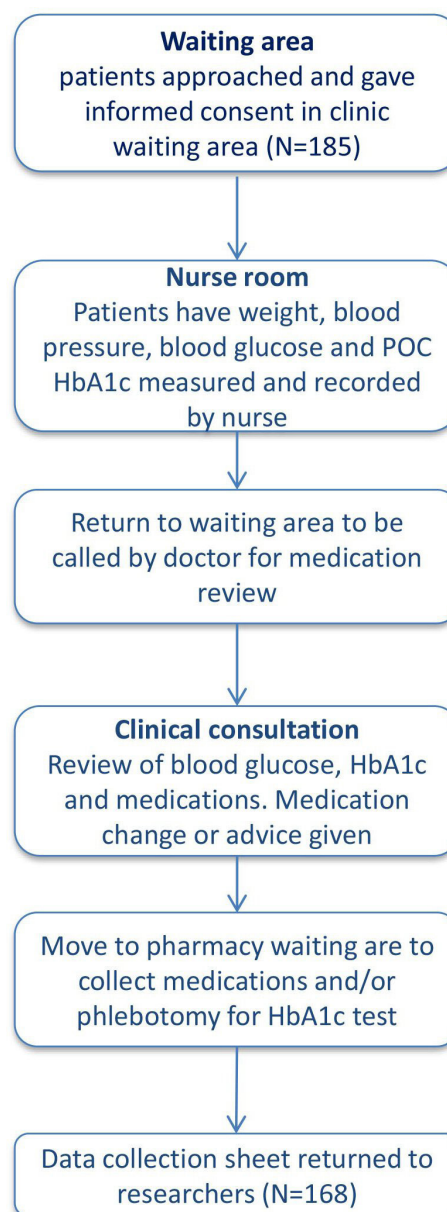 Waiting area
patients approached and gave
informed consent in clinic
waiting area (N=185)
Nurse room
Patients have weight, blood
pressure, blood glucose and POC
HbA1c measured and recorded
by nurse
Return to waiting area to be
called by doctor for medication
review
Clinical consultation
Review of blood glucose, HbA1c
and medications. Medication
change or advice given
Move to pharmacy waiting are to
collect medications and/or
phlebotomy for HbA1c test
Data collection sheet returned to
researchers (N=168)